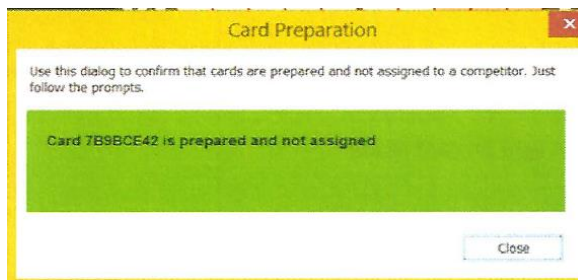 Card Preparation
Use this dialog to confirm that cards are prepared and not assigned to a competitor. Just
follow the prompts.
Card 7B9BCE42 is prepared and not assigned
Close